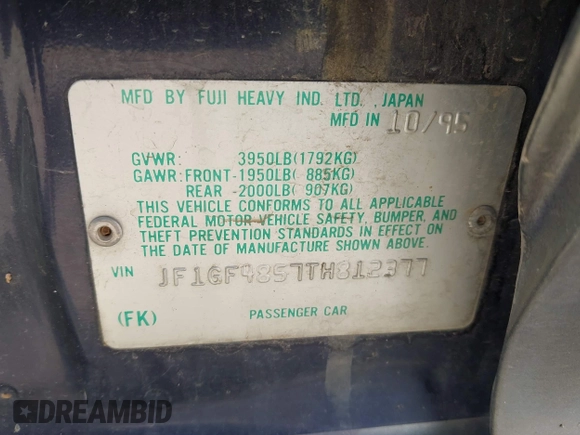 MFD BY FUJI HEAVY IND. LTD. ,JAPAN
MFD IN 10/95
GVWR: 3950LB(1792KG)
GAWR:FRONT-1950LB( 885KG)
REAR -2000LB( 907KG)
THIS VEHICLE CONFORMS TO ALL APPLICABLE
FEDERAL MOTOR VEHICLE SAFETY, BUMPER, AND
THEFT PREVENTION STANDARDS IN EFFECT ON
THE DATE OF MANUFACTURE SHOWN ABOVE.
VIN JF1GF4857TH812377
(FK) PASSENGER CAR
DREAMBID